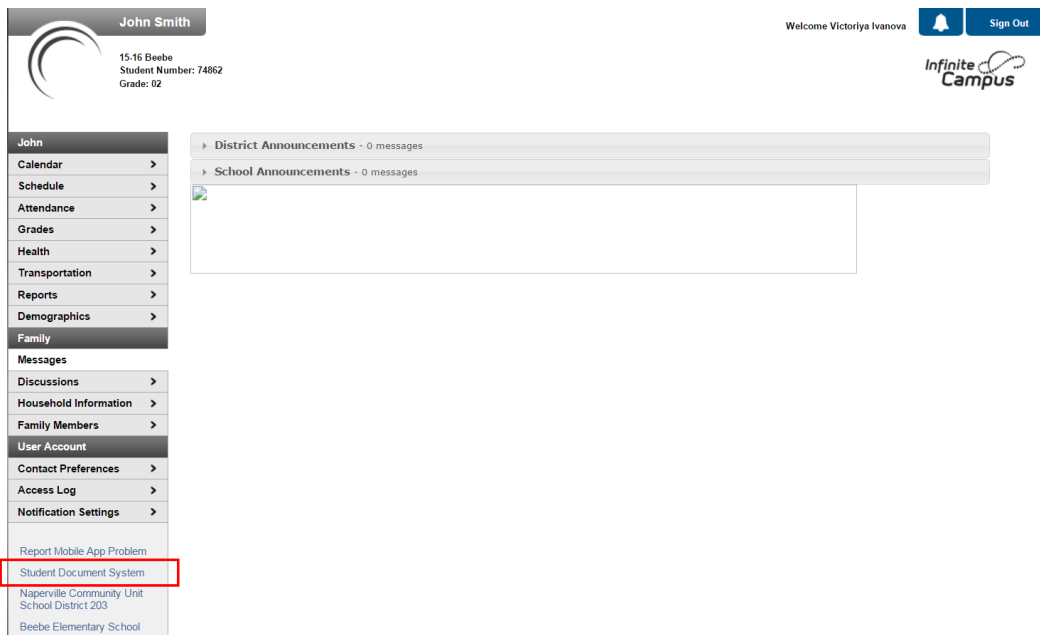 John Smith
Welcome Victoriya Ivanova
Sign Out
15-16 Beebe
Student Number: 74862
Grade: 02
Infinite
Campus
John
Calendar
Schedule
Attendance
Grades
Health
Transportation
Reports
Demographics
Family
Messages
Discussions
Household Information
Family Members
User Account
Contact Preferences
Access Log
Notification Settings
Report Mobile App Problem
Student Document System
Naperville Community Unit
School District 203
Beebe Elementary School
District Announcements - 0 messages
School Announcements - 0 messages